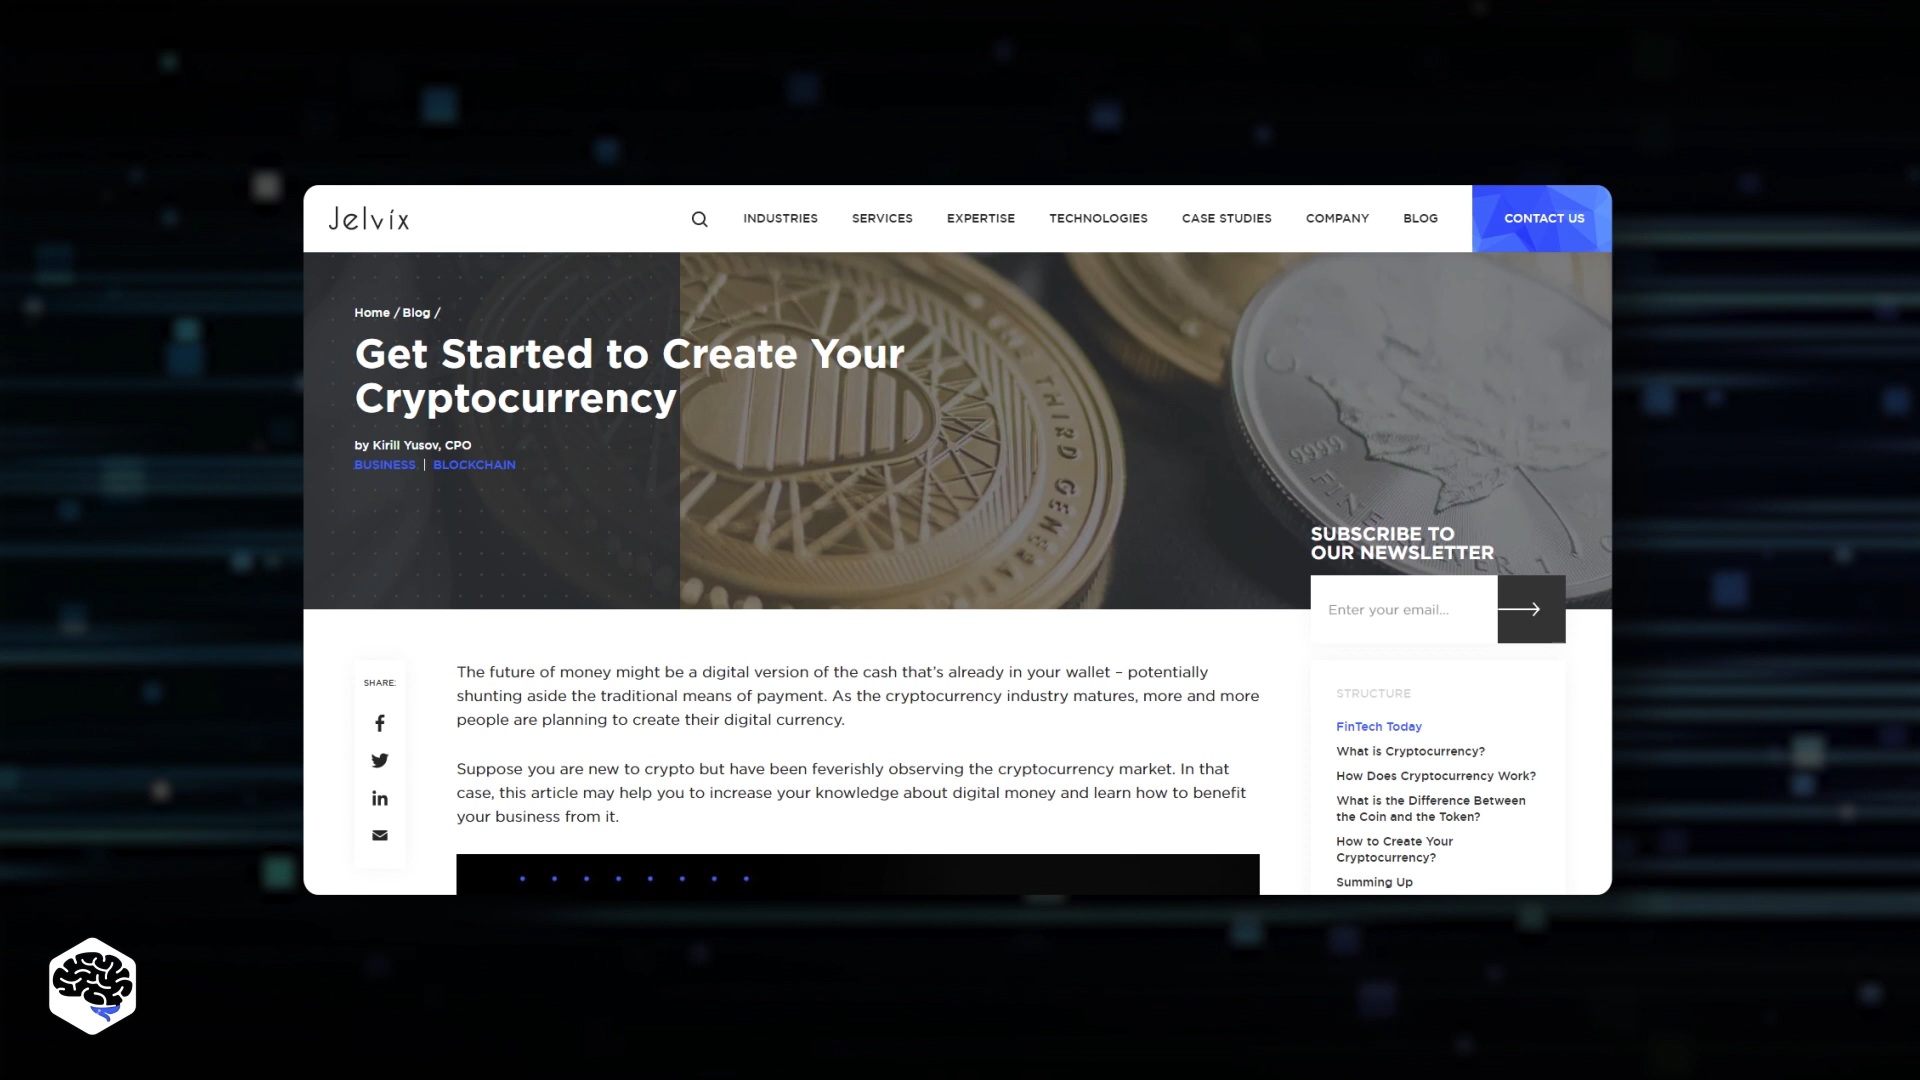 Jelvix
INDUSTRIES
SERVICES
EXPERTISE
TECHNOLOGIES
CASE STUDIES
COMPANY
BLOG
CONTACT US
Home / Blog /
Get Started to Create Your
Cryptocurrency
by Kirill Yusov, CPO
BUSINESS | BLOCKCHAIN
THIRD GENERAT
9999
FINE
SUBSCRIBE TO
OUR NEWSLETTER
Enter your email...
SHARE:
The future of money might be a digital version of the cash that's already in your wallet – potentially
shunting aside the traditional means of payment. As the cryptocurrency industry matures, more and more
people are planning to create their digital currency.
Suppose you are new to crypto but have been feverishly observing the cryptocurrency market. In that
case, this article may help you to increase your knowledge about digital money and learn how to benefit
your business from it.
STRUCTURE
FinTech Today
What is Cryptocurrency?
How Does Cryptocurrency Work?
What is the Difference Between
the Coin and the Token?
How to Create Your
Cryptocurrency?
Summing Up